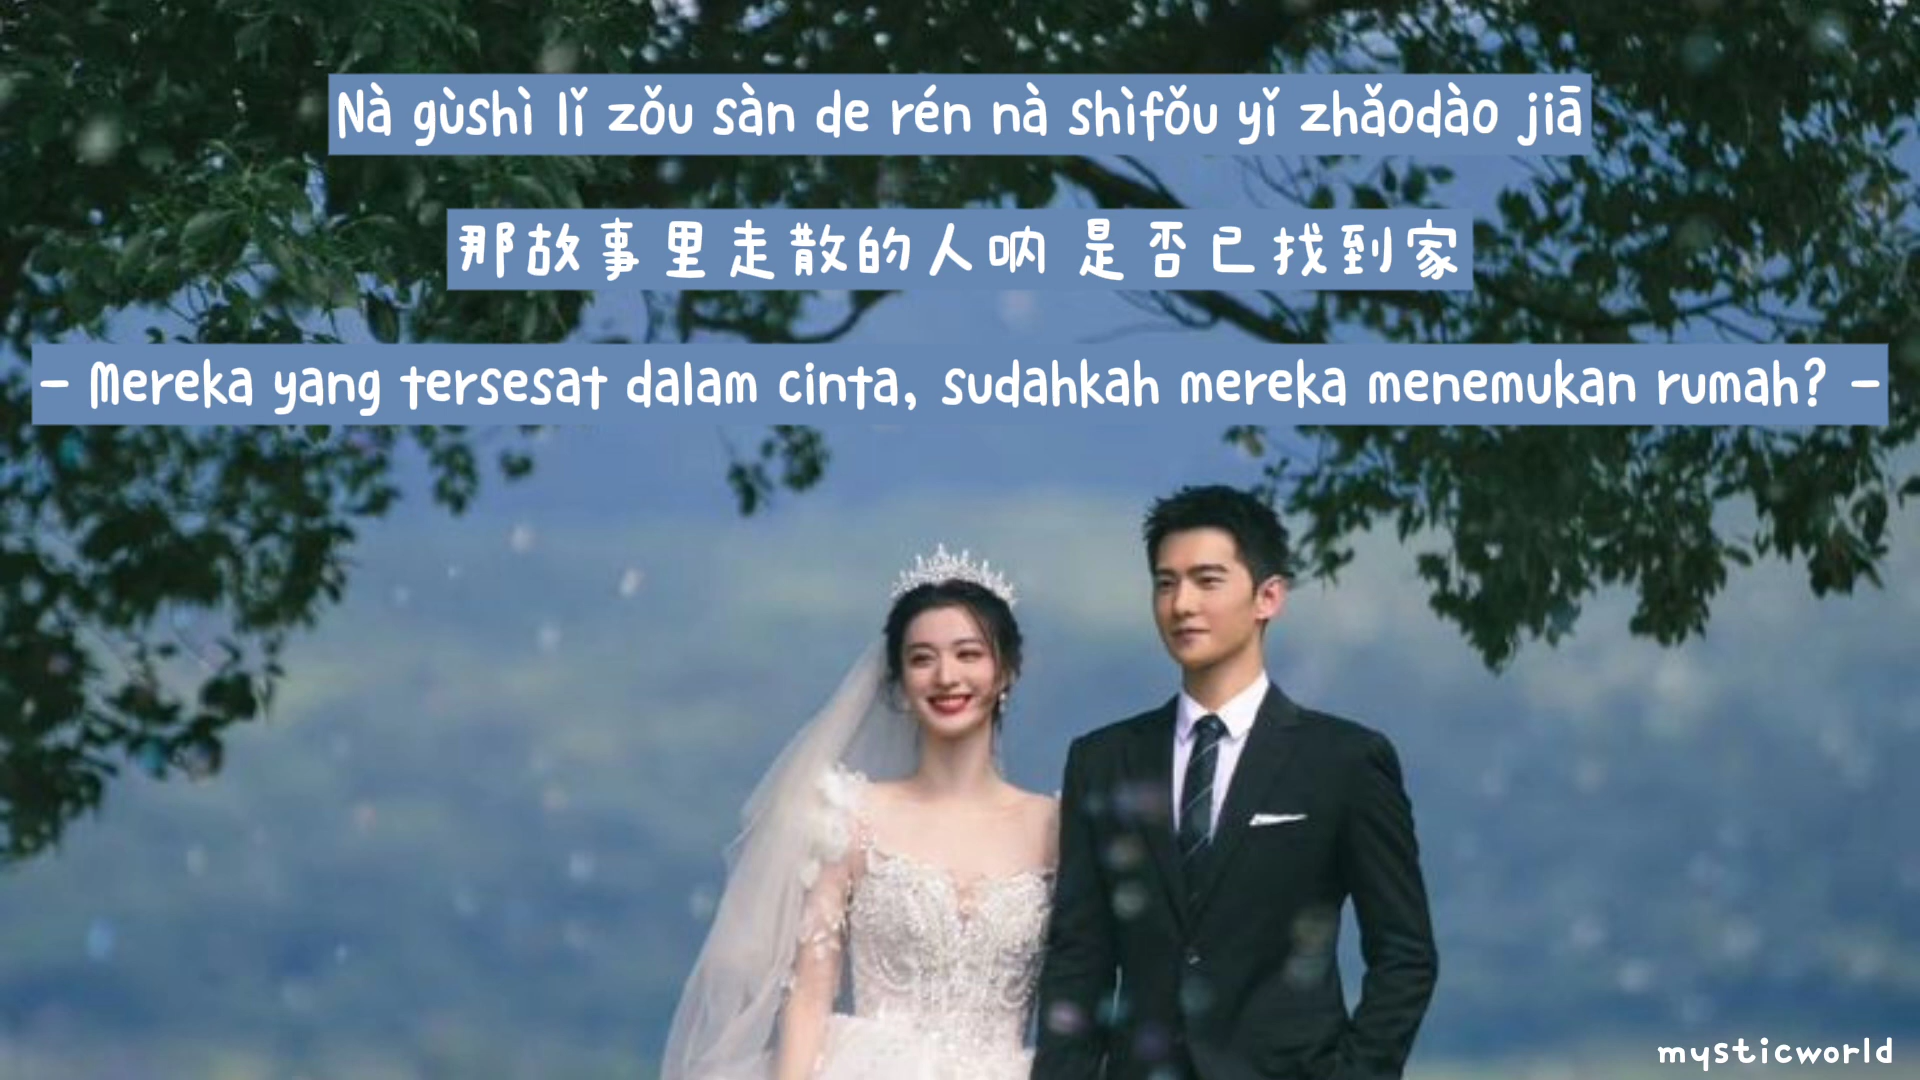 Nà gùshì lǐ zǒu sàn de rén nà shìfǒu yǐ zhǎodào jiā
那故事里走散的人呐 是否已找到家
- Mereka yang tersesat dalam cinta, sudahkah mereka menemukan rumah? -
mysticworld